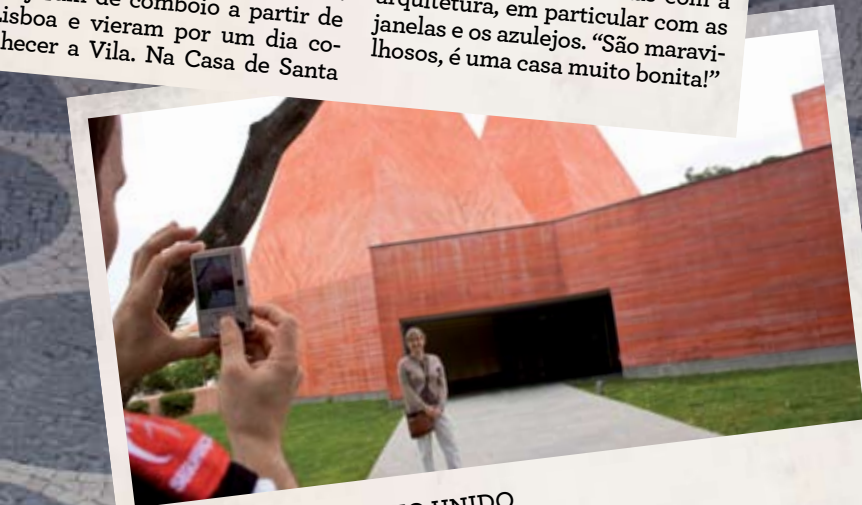 de comboio a partir de
Lisboa e vieram por um dia co-
nhecer a Vila. Na Casa de Santa
com a
arquitetura, em particular com as
janelas e os azulejos. “São maravi-
lhosos, é uma casa muito bonita!”
UNIDO